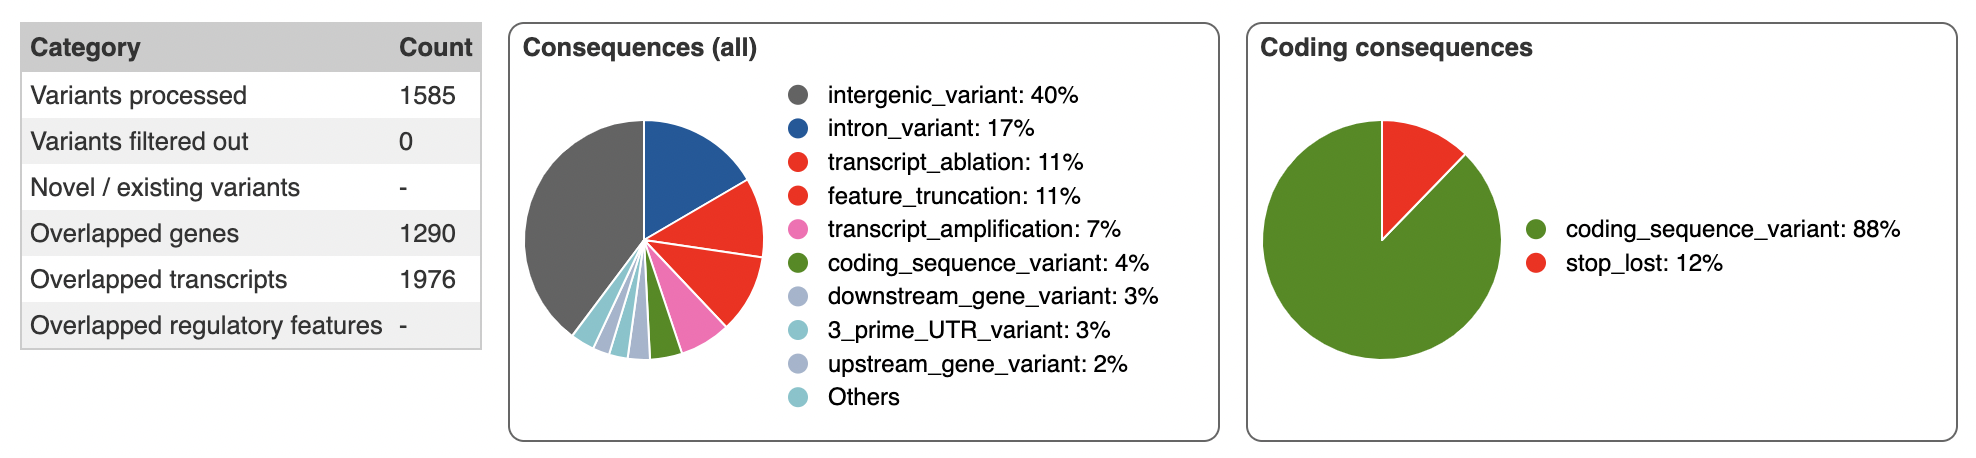 Category Count
Variants processed 1585
Variants filtered out 0
Novel / existing variants -
Overlapped genes 1290
Overlapped transcripts 1976
Overlapped regulatory features -
Consequences (all)
intergenic_variant: 40%
intron_variant: 17%
transcript_ablation: 11%
feature_truncation: 11%
transcript_amplification: 7%
coding_sequence_variant: 4%
downstream_gene_variant: 3%
3_prime_UTR_variant: 3%
upstream_gene_variant: 2%
Others
Coding consequences
coding_sequence_variant: 88%
stop_lost: 12%